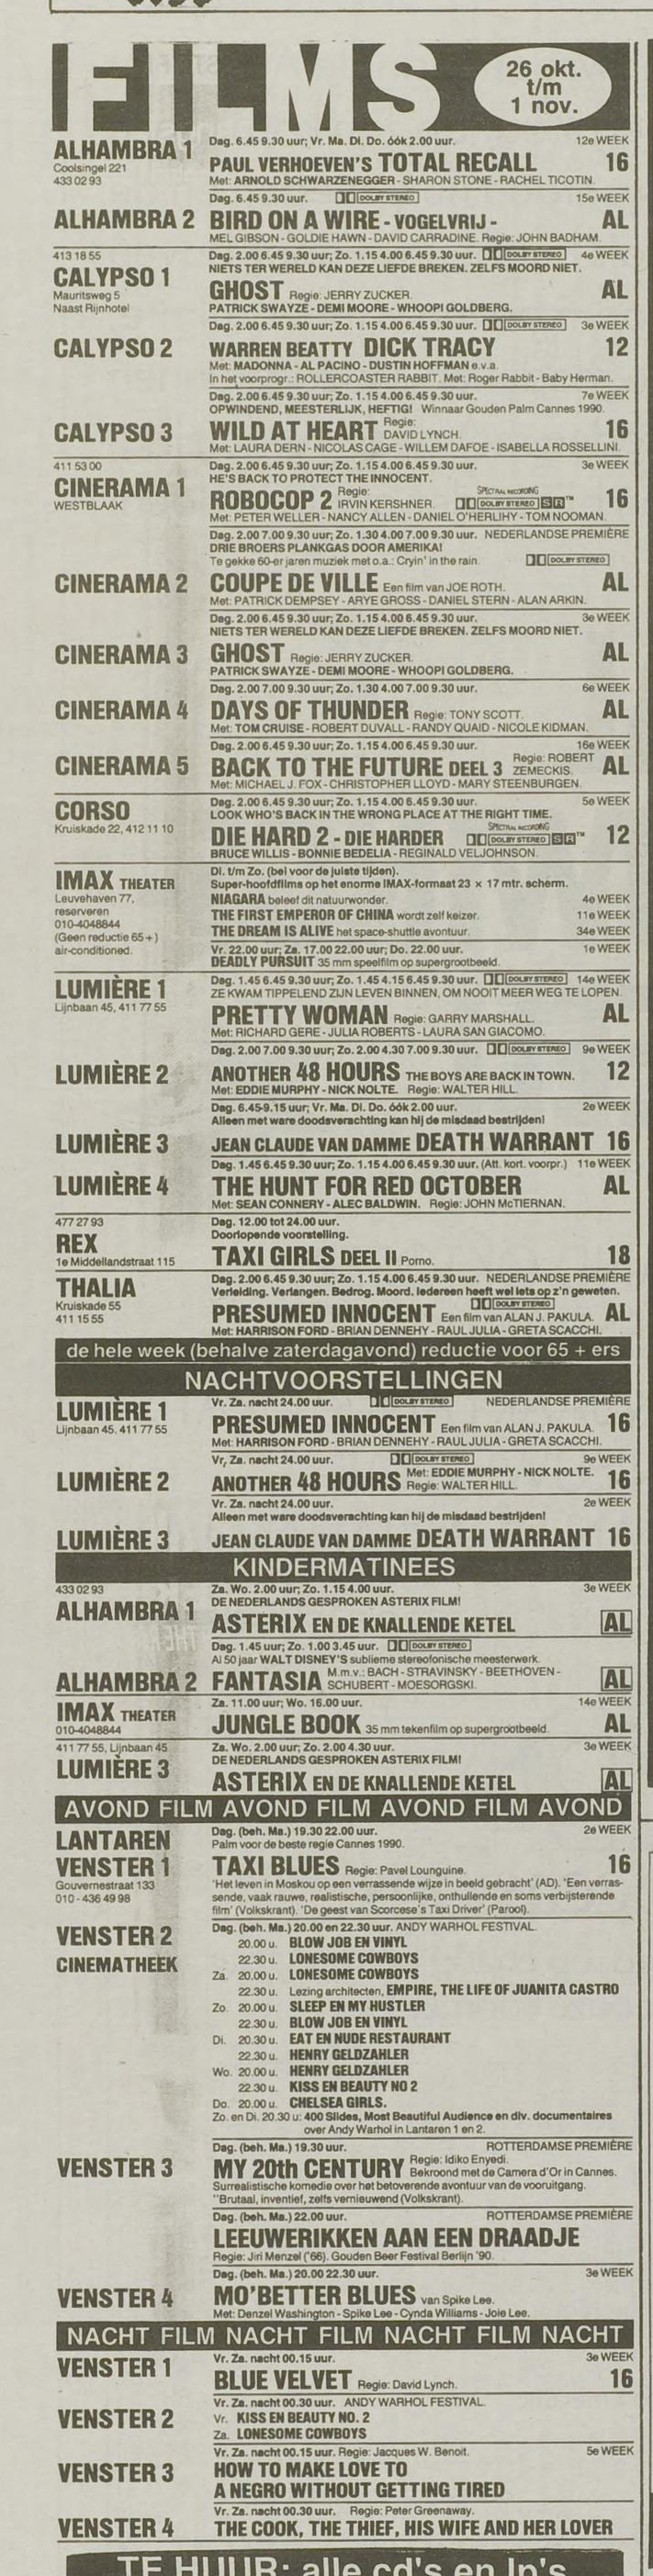 FILMS
26 okt.
t/m
1 nov.
ALHAMBRA 1
Coolsingel 221
433 02 93
Dag. 6.45 9.30 uur; Vr. Ma. Di. Do. óók 2.00 uur. 12e WEEK
PAUL VERHOEVEN'S TOTAL RECALL 16
Met: ARNOLD SCHWARZENEGGER - SHARON STONE - RACHEL TICOTIN.
Dag. 6.45 9.30 uur. DOLBY STEREO 15e WEEK
ALHAMBRA 2 BIRD ON A WIRE - VOGELVRIJ - AL
MEL GIBSON - GOLDIE HAWN - DAVID CARRADINE. Regie: JOHN BADHAM.
413 18 55
CALYPSO 1
Mauritsweg 5
Naast Rijnhotel
Dag. 2.00 6.45 9.30 uur; Zo. 1.15 4.00 6.45 9.30 uur. DOLBY STEREO 4e WEEK
NIETS TER WERELD KAN DEZE LIEFDE BREKEN. ZELFS MOORD NIET.
GHOST Regie: JERRY ZUCKER. AL
PATRICK SWAYZE - DEMI MOORE - WHOOPI GOLDBERG.
Dag. 2.00 6.45 9.30 uur; Zo. 1.15 4.00 6.45 9.30 uur. DOLBY STEREO 3e WEEK
CALYPSO 2 WARREN BEATTY DICK TRACY 12
Met: MADONNA - AL PACINO - DUSTIN HOFFMAN e.v.a.
In het voorprogr.: ROLLERCOASTER RABBIT. Met: Roger Rabbit - Baby Herman.
Dag. 2.00 6.45 9.30 uur; Zo. 1.15 4.00 6.45 9.30 uur. 7e WEEK
OPWINDEND, MEESTERLIJK, HEFTIG! Winnaar Gouden Palm Cannes 1990.
CALYPSO 3 WILD AT HEART Regie: DAVID LYNCH. 16
Met: LAURA DERN - NICOLAS CAGE - WILLEM DAFOE - ISABELLA ROSSELLINI.
411 53 00
CINERAMA 1
WESTBLAAK
Dag. 2.00 6.45 9.30 uur; Zo. 1.15 4.00 6.45 9.30 uur. 3e WEEK
HE'S BACK TO PROTECT THE INNOCENT.
ROBOCOP 2 Regie: IRVIN KERSHNER. SPECTRAL RECORDING DOLBY STEREO SR™ 16
Met: PETER WELLER - NANCY ALLEN - DANIEL O'HERLIHY - TOM NOOMAN.
Dag. 2.00 7.00 9.30 uur; Zo. 1.30 4.00 7.00 9.30 uur. NEDERLANDSE PREMIÈRE
DRIE BROERS PLANKGAS DOOR AMERIKA!
Te gekke 60-er jaren muziek met o.a.: Cryin' in the rain. DOLBY STEREO
CINERAMA 2 COUPE DE VILLE Een film van JOE ROTH. AL
Met: PATRICK DEMPSEY - ARYE GROSS - DANIEL STERN - ALAN ARKIN.
Dag. 2.00 6.45 9.30 uur; Zo. 1.15 4.00 6.45 9.30 uur. 3e WEEK
NIETS TER WERELD KAN DEZE LIEFDE BREKEN. ZELFS MOORD NIET.
CINERAMA 3 GHOST Regie: JERRY ZUCKER. AL
PATRICK SWAYZE - DEMI MOORE - WHOOPI GOLDBERG.
Dag. 2.00 7.00 9.30 uur; Zo. 1.30 4.00 7.00 9.30 uur. 6e WEEK
CINERAMA 4 DAYS OF THUNDER Regie: TONY SCOTT. AL
Met: TOM CRUISE - ROBERT DUVALL - RANDY QUAID - NICOLE KIDMAN.
Dag. 2.00 6.45 9.30 uur; Zo. 1.15 4.00 6.45 9.30 uur. 16e WEEK
CINERAMA 5 BACK TO THE FUTURE DEEL 3 Regie: ROBERT ZEMECKIS. AL
Met: MICHAEL J. FOX - CHRISTOPHER LLOYD - MARY STEENBURGEN.
CORSO
Kruiskade 22, 412 11 10
Dag. 2.00 6.45 9.30 uur; Zo. 1.15 4.00 6.45 9.30 uur. 5e WEEK
LOOK WHO'S BACK IN THE WRONG PLACE AT THE RIGHT TIME.
DIE HARD 2 - DIE HARDER SPECTRAL RECORDING DOLBY STEREO SR™ 12
BRUCE WILLIS - BONNIE BEDELIA - REGINALD VELJOHNSON.
IMAX THEATER
Leuvehaven 77,
reserveren
010-4048844
(Geen reductie 65+)
air-conditioned.
Di. t/m Zo. (bel voor de juiste tijden).
Super-hoofdfilms op het enorme IMAX-formaat 23 × 17 mtr. scherm.
NIAGARA beleef dit natuurwonder. 4e WEEK
THE FIRST EMPEROR OF CHINA wordt zelf keizer. 11e WEEK
THE DREAM IS ALIVE het space-shuttle avontuur. 34e WEEK
Vr. 22.00 uur; Za. 17.00 22.00 uur; Do. 22.00 uur. 1e WEEK
DEADLY PURSUIT 35 mm speelfilm op supergrootbeeld.
LUMIÈRE 1
Lijnbaan 45, 411 77 55
Dag. 1.45 6.45 9.30 uur; Zo. 1.45 4.15 6.45 9.30 uur. DOLBY STEREO 14e WEEK
ZE KWAM TIPPELEND ZIJN LEVEN BINNEN, OM NOOIT MEER WEG TE LOPEN.
PRETTY WOMAN Regie: GARRY MARSHALL. AL
Met: RICHARD GERE - JULIA ROBERTS - LAURA SAN GIACOMO.
Dag. 2.00 7.00 9.30 uur; Zo. 2.00 4.30 7.00 9.30 uur. DOLBY STEREO 9e WEEK
LUMIÈRE 2 ANOTHER 48 HOURS THE BOYS ARE BACK IN TOWN. 12
Met: EDDIE MURPHY - NICK NOLTE. Regie: WALTER HILL.
Dag. 6.45-9.15 uur; Vr. Ma. Di. Do. óók 2.00 uur. 2e WEEK
Alleen met ware doodsverachting kan hij de misdaad bestrijden!
LUMIÈRE 3 JEAN CLAUDE VAN DAMME DEATH WARRANT 16
Dag. 1.45 6.45 9.30 uur; Zo. 1.15 4.00 6.45 9.30 uur. (Att. kort. voorpr.) 11e WEEK
LUMIÈRE 4 THE HUNT FOR RED OCTOBER AL
Met: SEAN CONNERY - ALEC BALDWIN. Regie: JOHN McTIERNAN.
477 27 93
REX
1e Middellandstraat 115
Dag. 12.00 tot 24.00 uur.
Doorlopende voorstelling.
TAXI GIRLS DEEL II Porno. 18
THALIA
Kruiskade 55
411 15 55
Dag. 2.00 6.45 9.30 uur; Zo. 1.15 4.00 6.45 9.30 uur. NEDERLANDSE PREMIÈRE
Verleiding. Verlangen. Bedrog. Moord. Iedereen heeft wel iets op z'n geweten.
DOLBY STEREO
PRESUMED INNOCENT Een film van ALAN J. PAKULA. AL
Met: HARRISON FORD - BRIAN DENNEHY - RAUL JULIA - GRETA SCACCHI.
de hele week (behalve zaterdagavond) reductie voor 65 + ers
NACHTVOORSTELLINGEN
LUMIÈRE 1
Lijnbaan 45, 411 77 55
Vr. Za. nacht 24.00 uur. DOLBY STEREO NEDERLANDSE PREMIÈRE
PRESUMED INNOCENT Een film van ALAN J. PAKULA. 16
Met: HARRISON FORD - BRIAN DENNEHY - RAUL JULIA - GRETA SCACCHI.
Vr, Za. nacht 24.00 uur. DOLBY STEREO 9e WEEK
LUMIÈRE 2 ANOTHER 48 HOURS Met: EDDIE MURPHY - NICK NOLTE. Regie: WALTER HILL. 16
Vr. Za. nacht 24.00 uur. 2e WEEK
Alleen met ware doodsverachting kan hij de misdaad bestrijden!
LUMIÈRE 3 JEAN CLAUDE VAN DAMME DEATH WARRANT 16
KINDERMATINEES
433 02 93
ALHAMBRA 1
Za. Wo. 2.00 uur; Zo. 1.15 4.00 uur. 3e WEEK
DE NEDERLANDS GESPROKEN ASTERIX FILM!
ASTERIX EN DE KNALLENDE KETEL AL
Dag. 1.45 uur; Zo. 1.00 3.45 uur. DOLBY STEREO
Al 50 jaar WALT DISNEY'S sublieme stereofonische meesterwerk.
ALHAMBRA 2 FANTASIA M.m.v.: BACH - STRAVINSKY - BEETHOVEN - SCHUBERT - MOESORGSKI. AL
IMAX THEATER
010-4048844
Za. 11.00 uur; Wo. 16.00 uur. 14e WEEK
JUNGLE BOOK 35 mm tekenfilm op supergrootbeeld. AL
411 77 55, Lijnbaan 45
LUMIÈRE 3
Za. Wo. 2.00 uur; Zo. 2.00 4.30 uur. 3e WEEK
DE NEDERLANDS GESPROKEN ASTERIX FILM!
ASTERIX EN DE KNALLENDE KETEL AL
AVOND FILM AVOND FILM AVOND FILM AVOND
LANTAREN
VENSTER 1
Gouvernestraat 133
010 - 436 49 98
Dag. (beh. Ma.) 19.30 22.00 uur. 2e WEEK
Palm voor de beste regie Cannes 1990.
TAXI BLUES Regie: Pavel Lounguine. 16
'Het leven in Moskou op een verrassende wijze in beeld gebracht' (AD). 'Een verras-
sende, vaak rauwe, realistische, persoonlijke, onthullende en soms verbijsterende
film' (Volkskrant). 'De geest van Scorcese's Taxi Driver' (Parool).
VENSTER 2
CINEMATHEEK
Dag. (beh. Ma.) 20.00 en 22.30 uur. ANDY WARHOL FESTIVAL.
20.00 u. BLOW JOB EN VINYL
22.30 u. LONESOME COWBOYS
Za. 20.00 u. LONESOME COWBOYS
22.30 u. Lezing architecten, EMPIRE, THE LIFE OF JUANITA CASTRO
Zo. 20.00 u. SLEEP EN MY HUSTLER
22.30 u. BLOW JOB EN VINYL
Di. 20.30 u. EAT EN NUDE RESTAURANT
22.30 u. HENRY GELDZAHLER
Wo. 20.00 u. HENRY GELDZAHLER
22.30 u. KISS EN BEAUTY NO 2
Do. 20.00 u. CHELSEA GIRLS.
Zo. en Di. 20.30 u: 400 Slides, Most Beautiful Audience en div. documentaires
over Andy Warhol in Lantaren 1 en 2.
Dag. (beh. Ma.) 19.30 uur. ROTTERDAMSE PREMIÈRE
VENSTER 3 MY 20th CENTURY Regie: Idiko Enyedi. Bekroond met de Camera d'Or in Cannes.
Surrealistische komedie over het betoverende avontuur van de vooruitgang.
"Brutaal, inventief, zelfs vernieuwend (Volkskrant).
Dag. (beh. Ma.) 22.00 uur. ROTTERDAMSE PREMIÈRE
LEEUWERIKKEN AAN EEN DRAADJE
Regie: Jiri Menzel ('66). Gouden Beer Festival Berlijn '90.
Dag. (beh. Ma.) 20.00 22.30 uur. 3e WEEK
VENSTER 4 MO'BETTER BLUES van Spike Lee.
Met: Denzel Washington - Spike Lee - Cynda Williams - Joie Lee.
NACHT FILM NACHT FILM NACHT FILM NACHT
Vr. Za. nacht 00.15 uur. 3e WEEK
VENSTER 1 BLUE VELVET Regie: David Lynch. 16
Vr. Za. nacht 00.30 uur. ANDY WARHOL FESTIVAL.
VENSTER 2 Vr. KISS EN BEAUTY NO. 2
Za. LONESOME COWBOYS
Vr. Za. nacht 00.15 uur. Regie: Jacques W. Benoit. 5e WEEK
VENSTER 3 HOW TO MAKE LOVE TO
A NEGRO WITHOUT GETTING TIRED
Vr. Za. nacht 00.30 uur. Regie: Peter Greenaway.
VENSTER 4 THE COOK, THE THIEF, HIS WIFE AND HER LOVER
TE HUUR: alle cd's en lp's